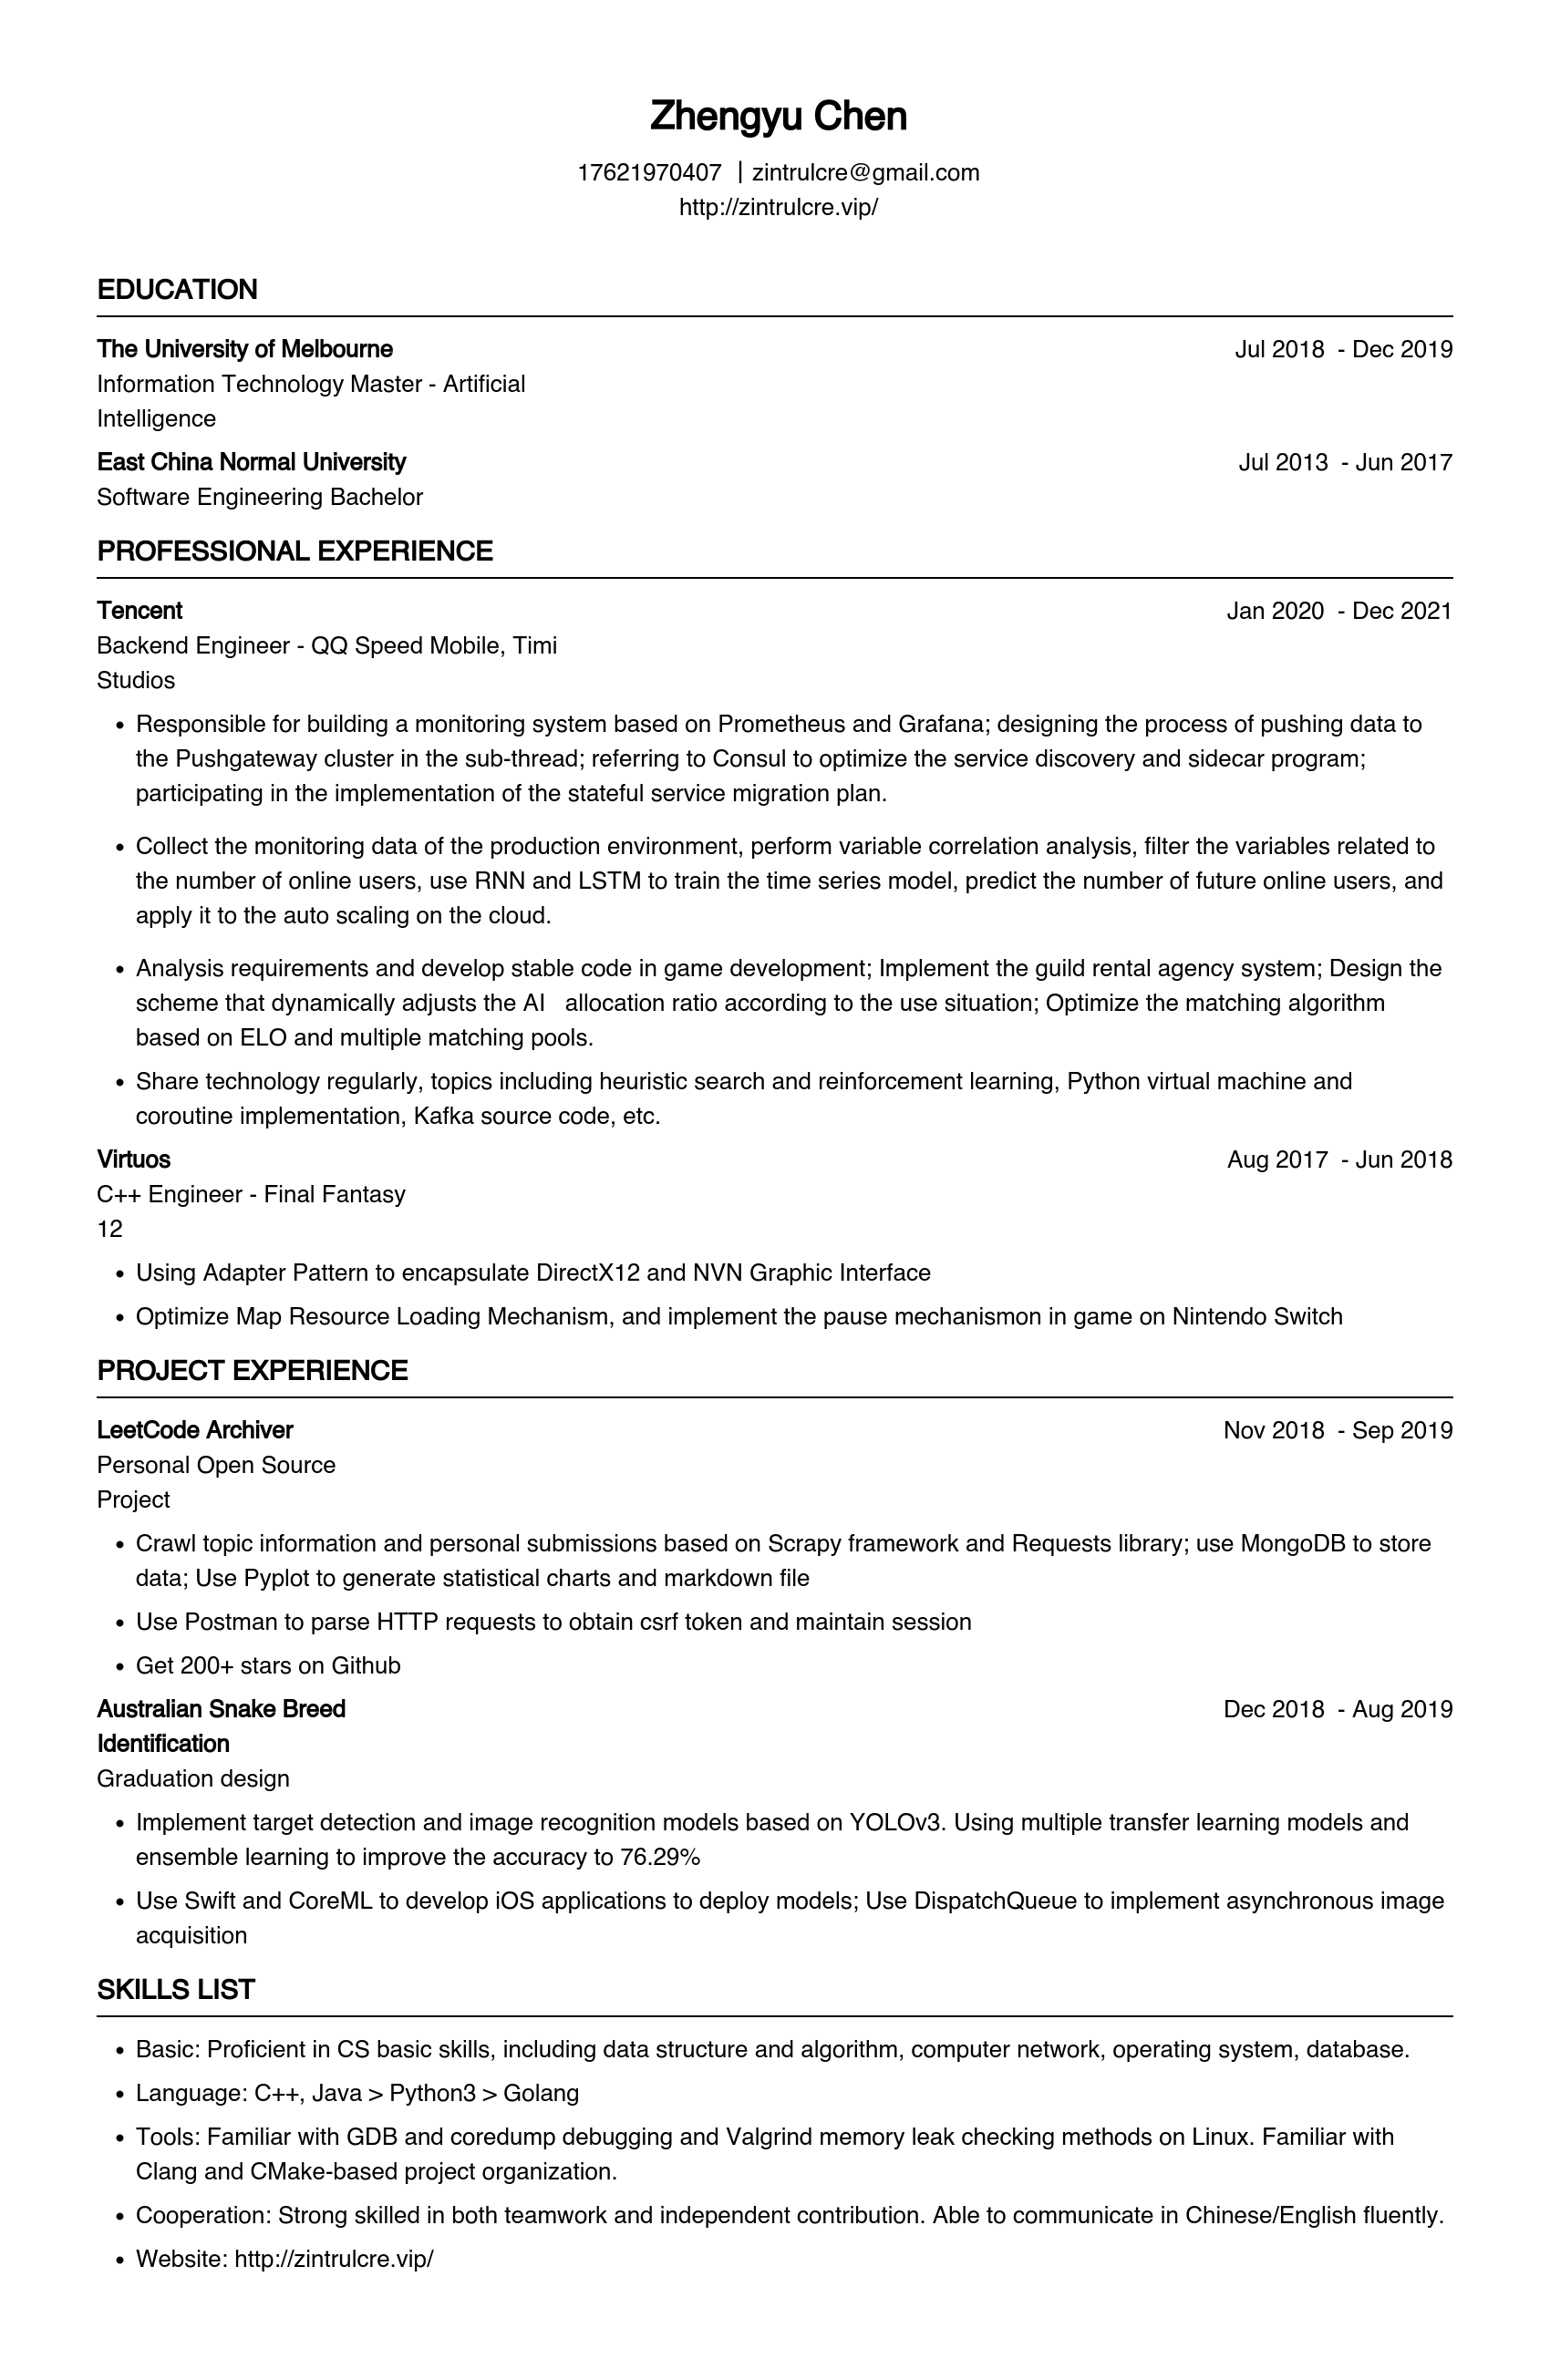 Zhengyu Chen
17621970407 | zintrulcre@gmail.com
http://zintrulcre.vip/
EDUCATION
The University of Melbourne Jul 2018 - Dec 2019
Information Technology Master - Artificial
Intelligence
East China Normal University Jul 2013 - Jun 2017
Software Engineering Bachelor
PROFESSIONAL EXPERIENCE
Tencent Jan 2020 - Dec 2021
Backend Engineer - QQ Speed Mobile, Timi
Studios
• Responsible for building a monitoring system based on Prometheus and Grafana; designing the process of pushing data to
the Pushgateway cluster in the sub-thread; referring to Consul to optimize the service discovery and sidecar program;
participating in the implementation of the stateful service migration plan.
• Collect the monitoring data of the production environment, perform variable correlation analysis, filter the variables related to
the number of online users, use RNN and LSTM to train the time series model, predict the number of future online users, and
apply it to the auto scaling on the cloud.
• Analysis requirements and develop stable code in game development; Implement the guild rental agency system; Design the
scheme that dynamically adjusts the AI allocation ratio according to the use situation; Optimize the matching algorithm
based on ELO and multiple matching pools.
• Share technology regularly, topics including heuristic search and reinforcement learning, Python virtual machine and
coroutine implementation, Kafka source code, etc.
Virtuos Aug 2017 - Jun 2018
C++ Engineer - Final Fantasy
12
• Using Adapter Pattern to encapsulate DirectX12 and NVN Graphic Interface
• Optimize Map Resource Loading Mechanism, and implement the pause mechanismon in game on Nintendo Switch
PROJECT EXPERIENCE
LeetCode Archiver Nov 2018 - Sep 2019
Personal Open Source
Project
• Crawl topic information and personal submissions based on Scrapy framework and Requests library; use MongoDB to store
data; Use Pyplot to generate statistical charts and markdown file
• Use Postman to parse HTTP requests to obtain csrf token and maintain session
• Get 200+ stars on Github
Australian Snake Breed Dec 2018 - Aug 2019
Identification
Graduation design
• Implement target detection and image recognition models based on YOLOv3. Using multiple transfer learning models and
ensemble learning to improve the accuracy to 76.29%
• Use Swift and CoreML to develop iOS applications to deploy models; Use DispatchQueue to implement asynchronous image
acquisition
SKILLS LIST
• Basic: Proficient in CS basic skills, including data structure and algorithm, computer network, operating system, database.
• Language: C++, Java > Python3 > Golang
• Tools: Familiar with GDB and coredump debugging and Valgrind memory leak checking methods on Linux. Familiar with
Clang and CMake-based project organization.
• Cooperation: Strong skilled in both teamwork and independent contribution. Able to communicate in Chinese/English fluently.
• Website: http://zintrulcre.vip/